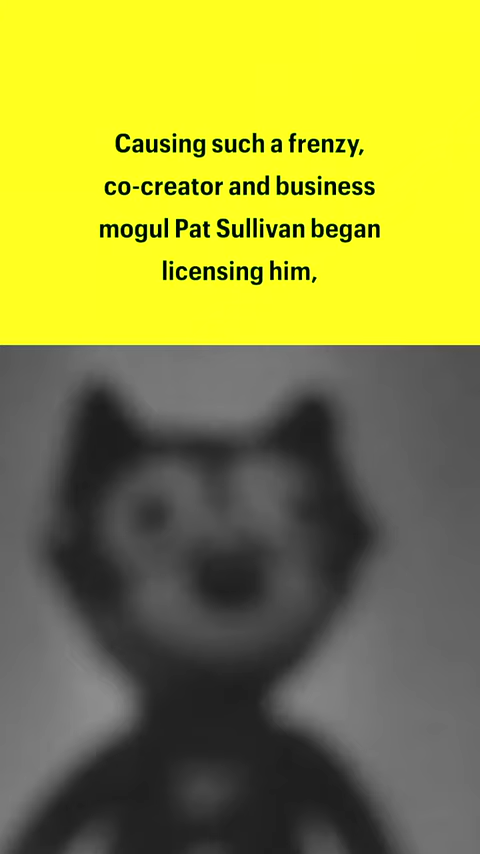 Causing such a frenzy,
co-creator and business
mogul Pat Sullivan began
licensing him,